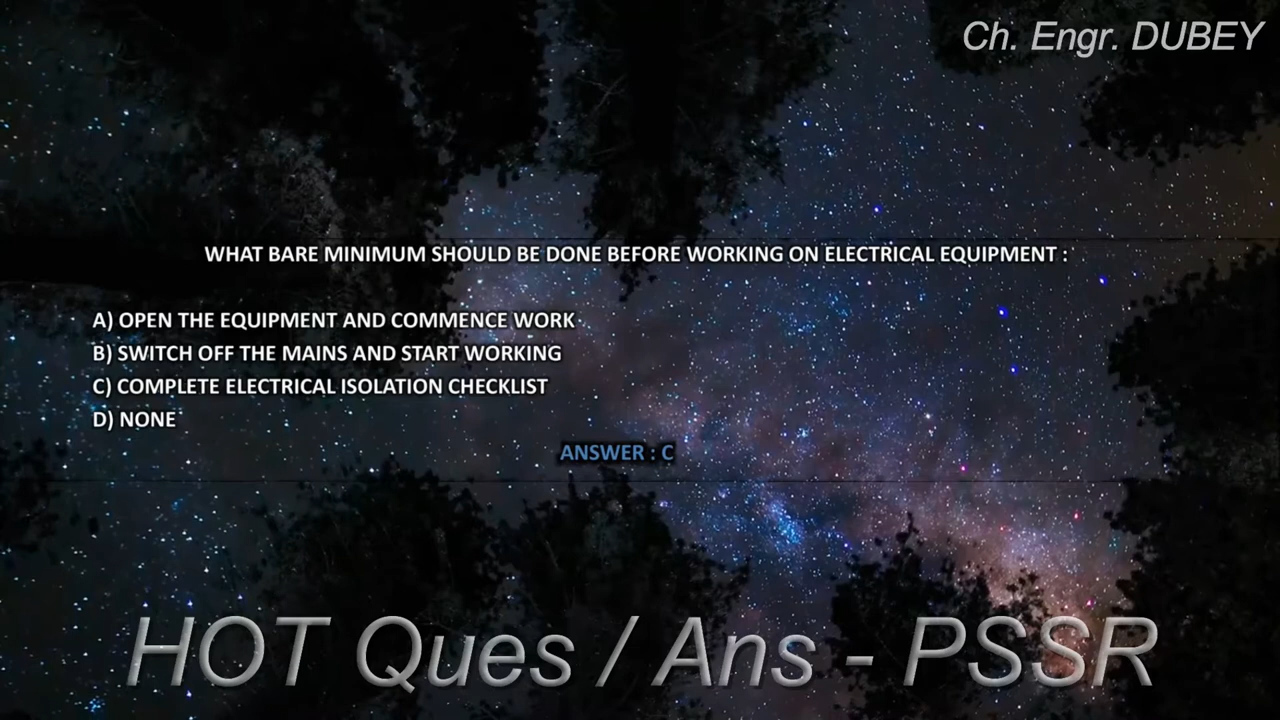 Ch. Engr. DUBEY
WHAT BARE MINIMUM SHOULD BE DONE BEFORE WORKING ON ELECTRICAL EQUIPMENT :
A) OPEN THE EQUIPMENT AND COMMENCE WORK
B) SWITCH OFF THE MAINS AND START WORKING
C) COMPLETE ELECTRICAL ISOLATION CHECKLIST
D) NONE
ANSWER : C
HOT Ques / Ans - PSSR